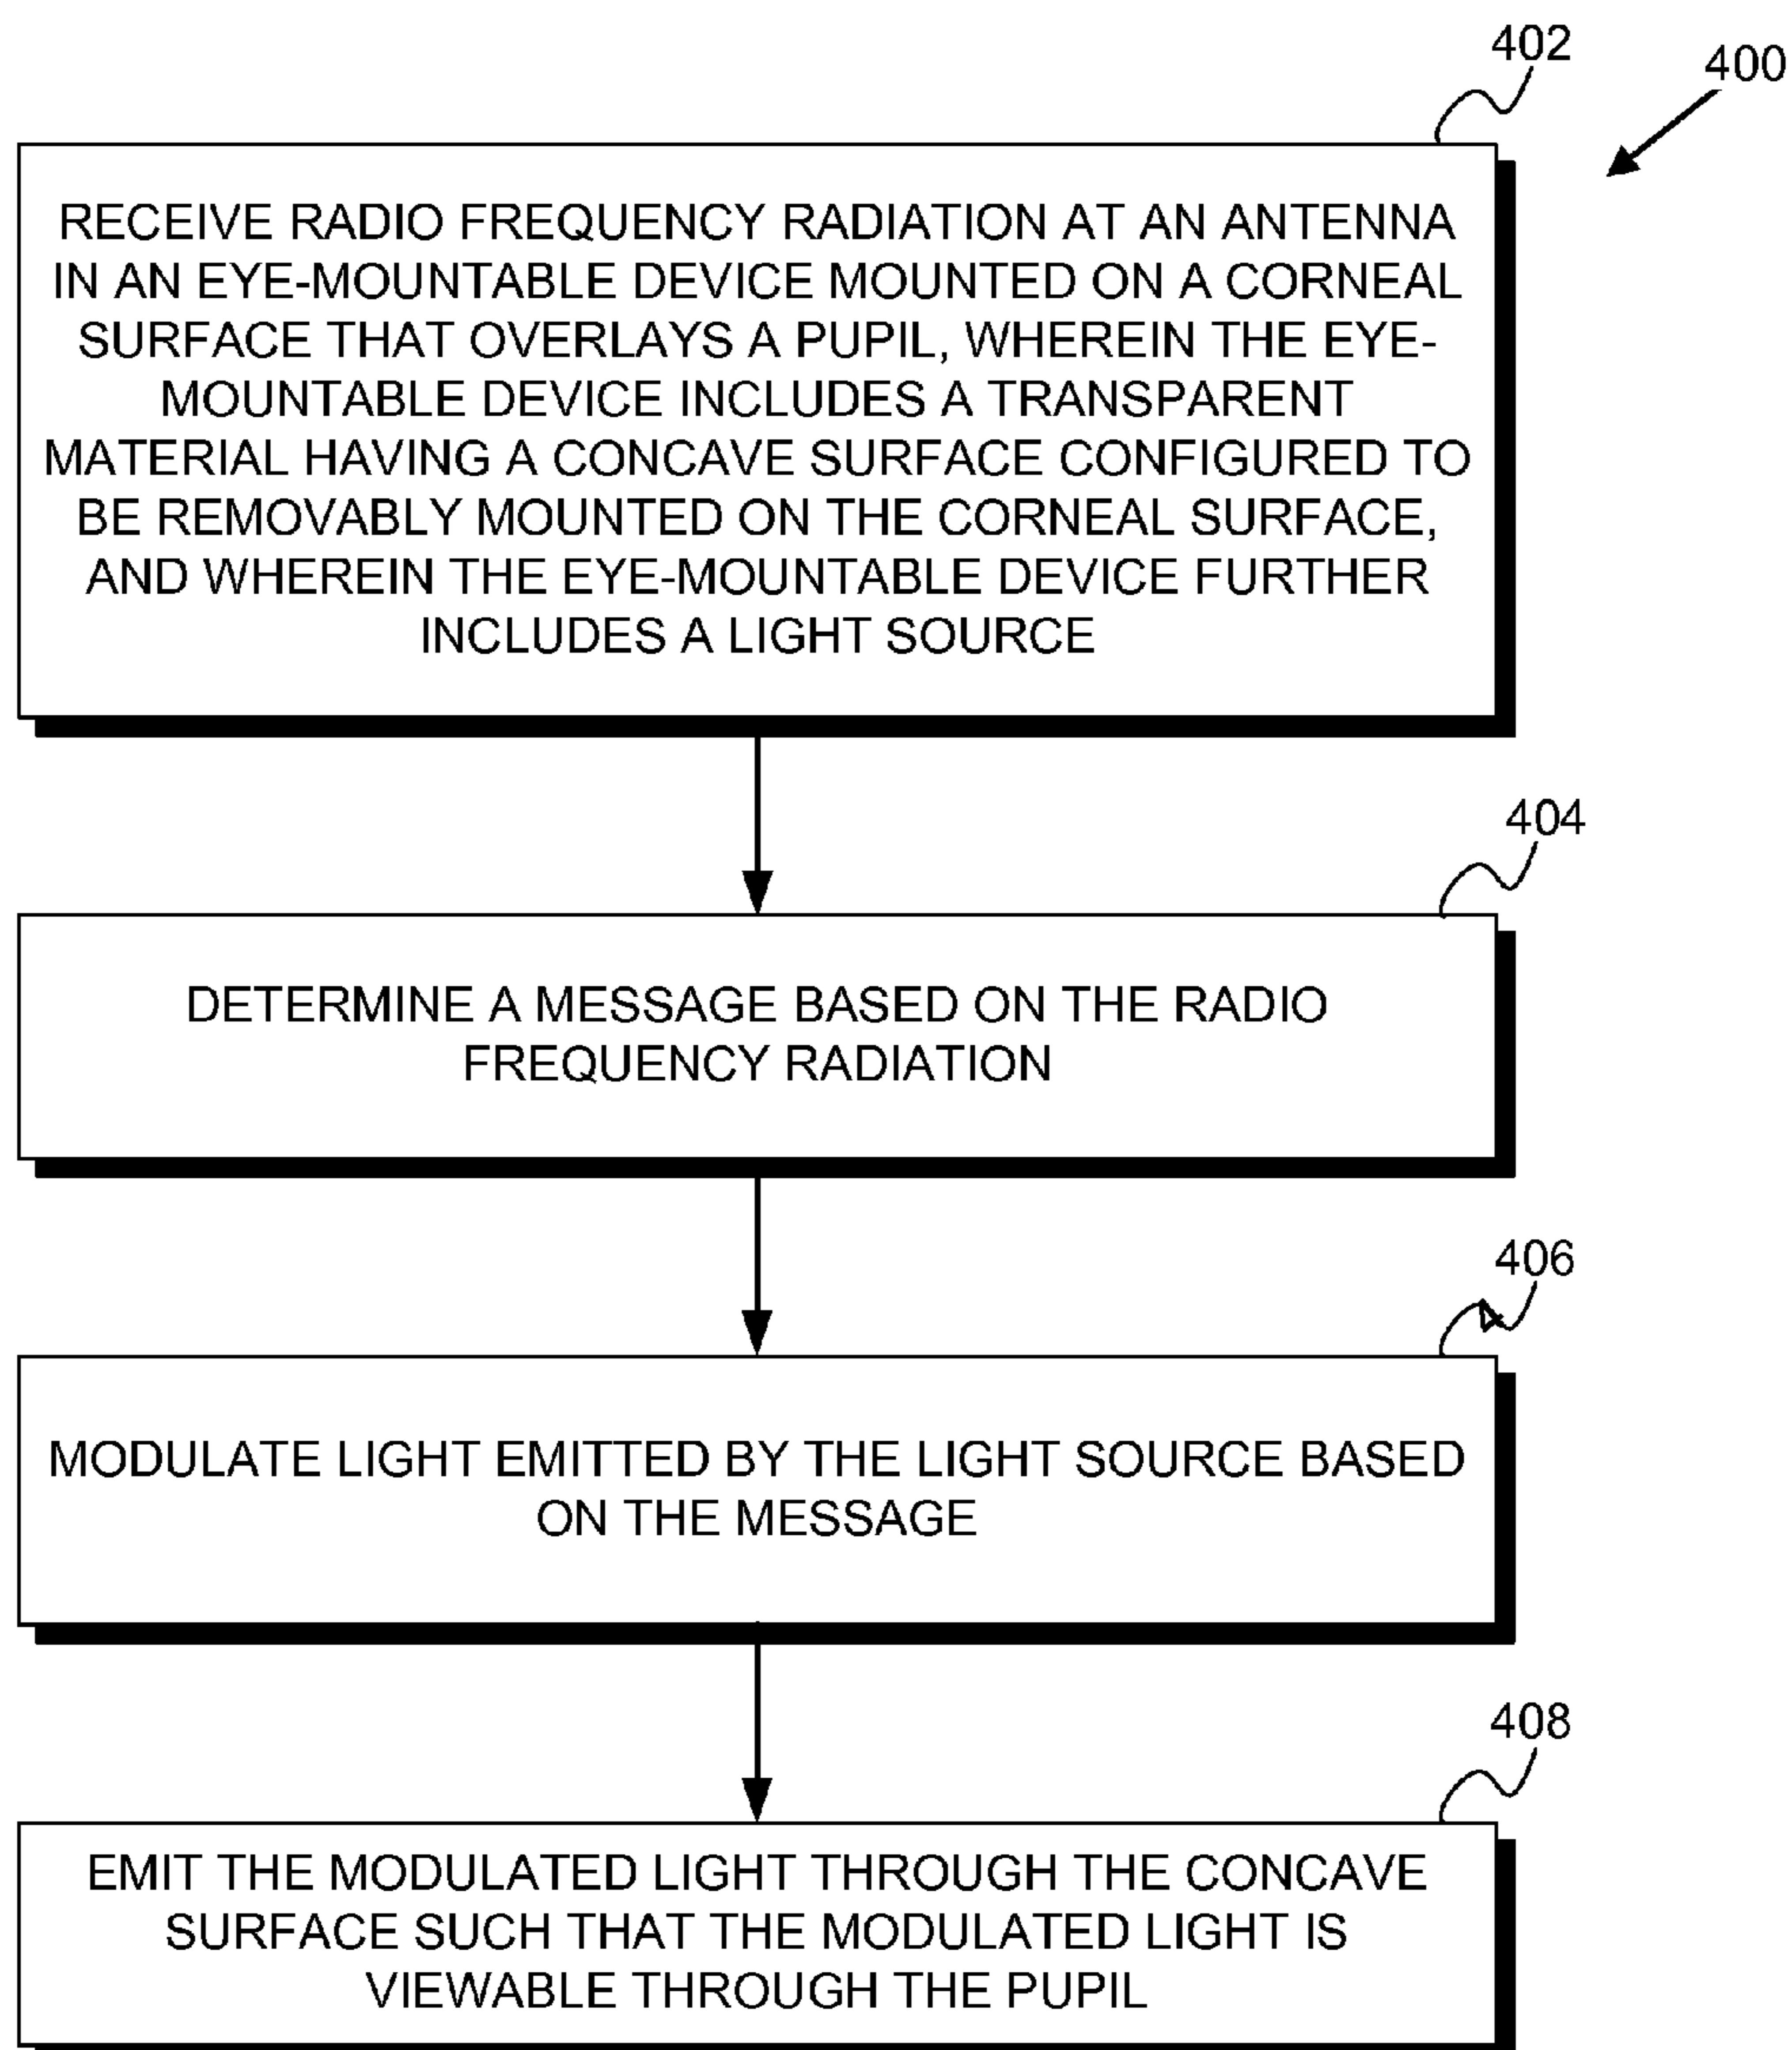 402
400
RECEIVE RADIO FREQUENCY RADIATION AT AN ANTENNA
IN AN EYE-MOUNTABLE DEVICE MOUNTED ON A CORNEAL
SURFACE THAT OVERLAYS A PUPIL, WHEREIN THE EYE-
MOUNTABLE DEVICE INCLUDES A TRANSPARENT
MATERIAL HAVING A CONCAVE SURFACE CONFIGURED TO
BE REMOVABLY MOUNTED ON THE CORNEAL SURFACE,
AND WHEREIN THE EYE-MOUNTABLE DEVICE FURTHER
INCLUDES A LIGHT SOURCE
404
DETERMINE A MESSAGE BASED ON THE RADIO
FREQUENCY RADIATION
406
MODULATE LIGHT EMITTED BY THE LIGHT SOURCE BASED
ON THE MESSAGE
408
EMIT THE MODULATED LIGHT THROUGH THE CONCAVE
SURFACE SUCH THAT THE MODULATED LIGHT IS
VIEWABLE THROUGH THE PUPIL